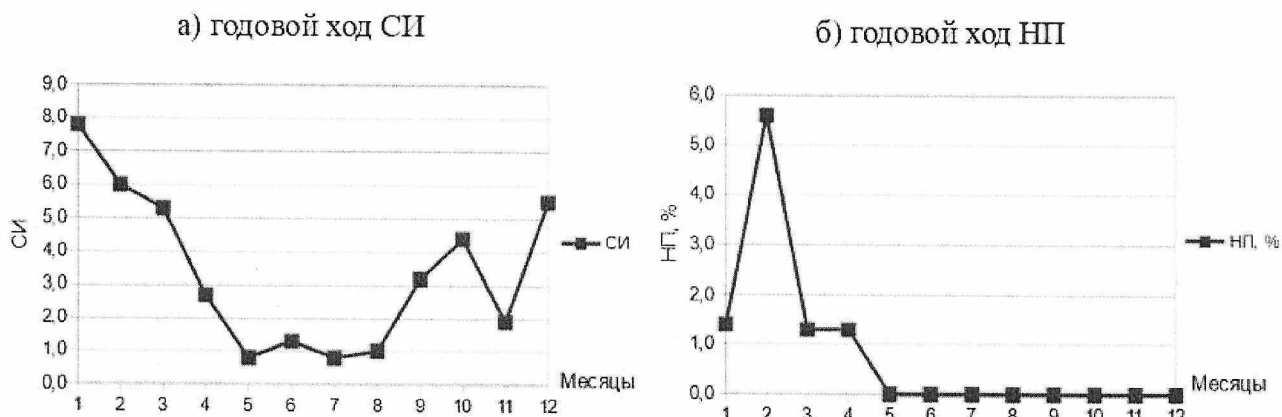 а) годовой ход СИ
СИ
9,0
8,0
7,0
6,0
5,0
4,0
3,0
2,0
1,0
0,0
1 2 3 4 5 6 7 8 9 10 11 12
Месяцы
СИ
б) годовой ход НП
НП, %
6,0
5,0
4,0
3,0
2,0
1,0
0,0
1 2 3 4 5 6 7 8 9 10 11 12
Месяцы
НП, %